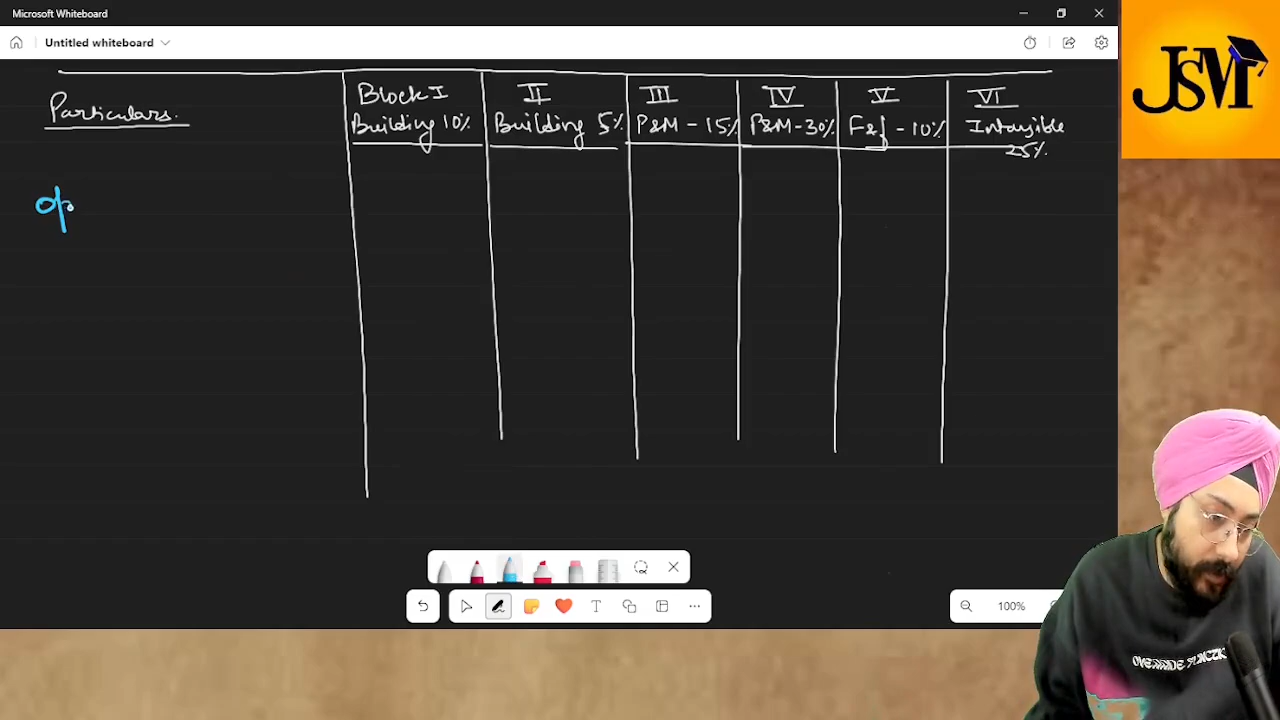 Microsoft Whiteboard
Untitled whiteboard
JSM
Particulars.
Block I
Building 10%
II
Building 5%
III
P&M - 15%
IV
P&M - 30%
V
F&f - 10%
VI
Intangible
25%
op
100%